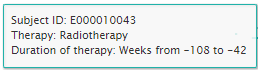 Subject ID: E000010043
Therapy: Radiotherapy
Duration of therapy: Weeks from -108 to -42